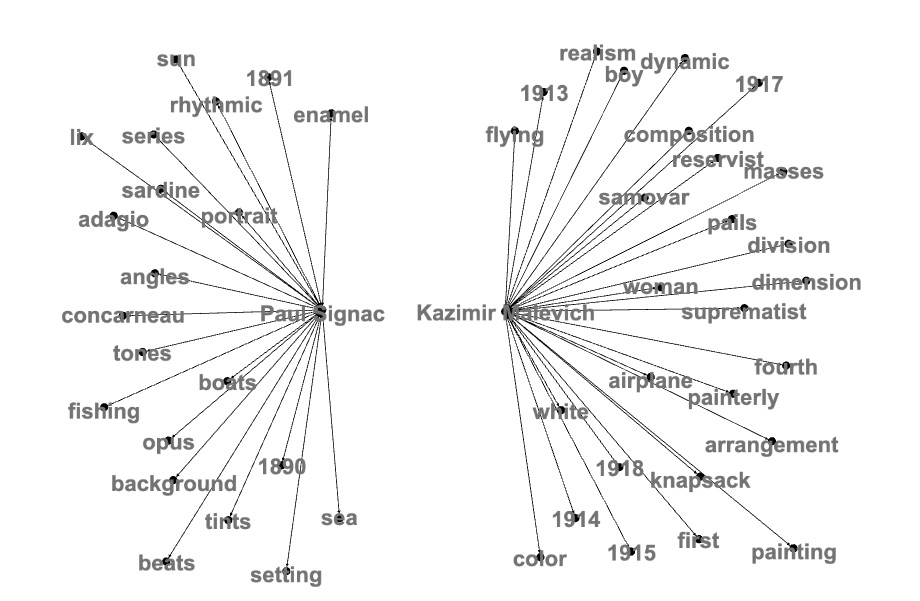 sun
1891
rhythmic
enamel
lix
series
sardine
adagio
portrait
angles
concarneau
Paul Signac
tones
boats
fishing
opus
1890
background
tints
sea
beats
setting
realism
boy
dynamic
1913
1917
flying
composition
reservist
masses
samovar
pails
division
woman
dimension
Kazimir Malevich
suprematist
fourth
airplane
painterly
white
arrangement
1918
knapsack
1914
first
color
1915
painting